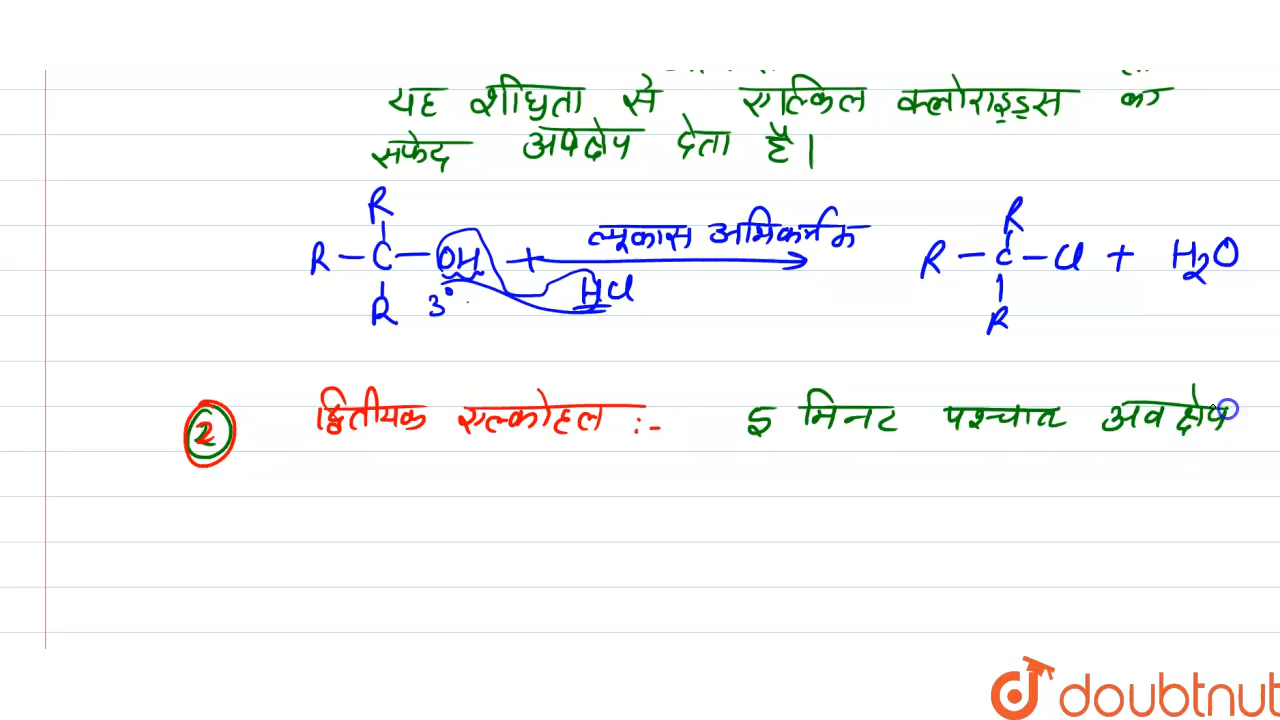 यह शीघ्रता से एल्किल क्लोराइड्स का
सफेद अवक्षेप देता है।
R
R – C – OH + ल्यूकास अभिकर्मक R – C – Cl + H2O
R
R 3° HCl
R
2 द्वितीयक एल्कोहल :- 5 मिनट पश्चात अवक्षेप
doubtnut